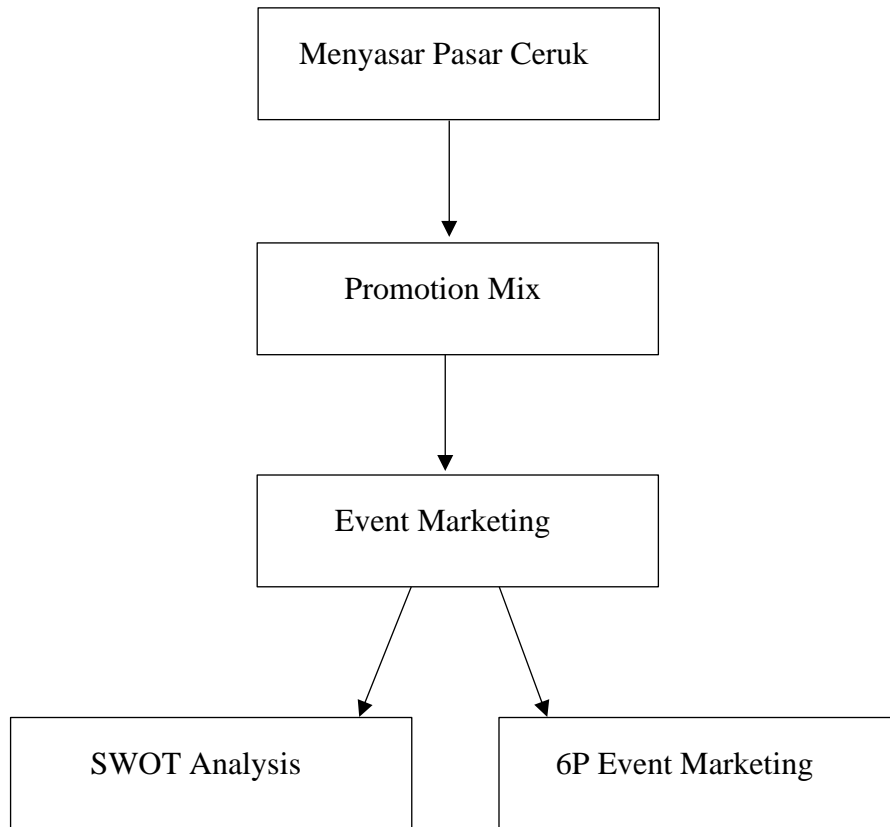 Menyasar Pasar Ceruk
Promotion Mix
Event Marketing
SWOT Analysis
6P Event Marketing